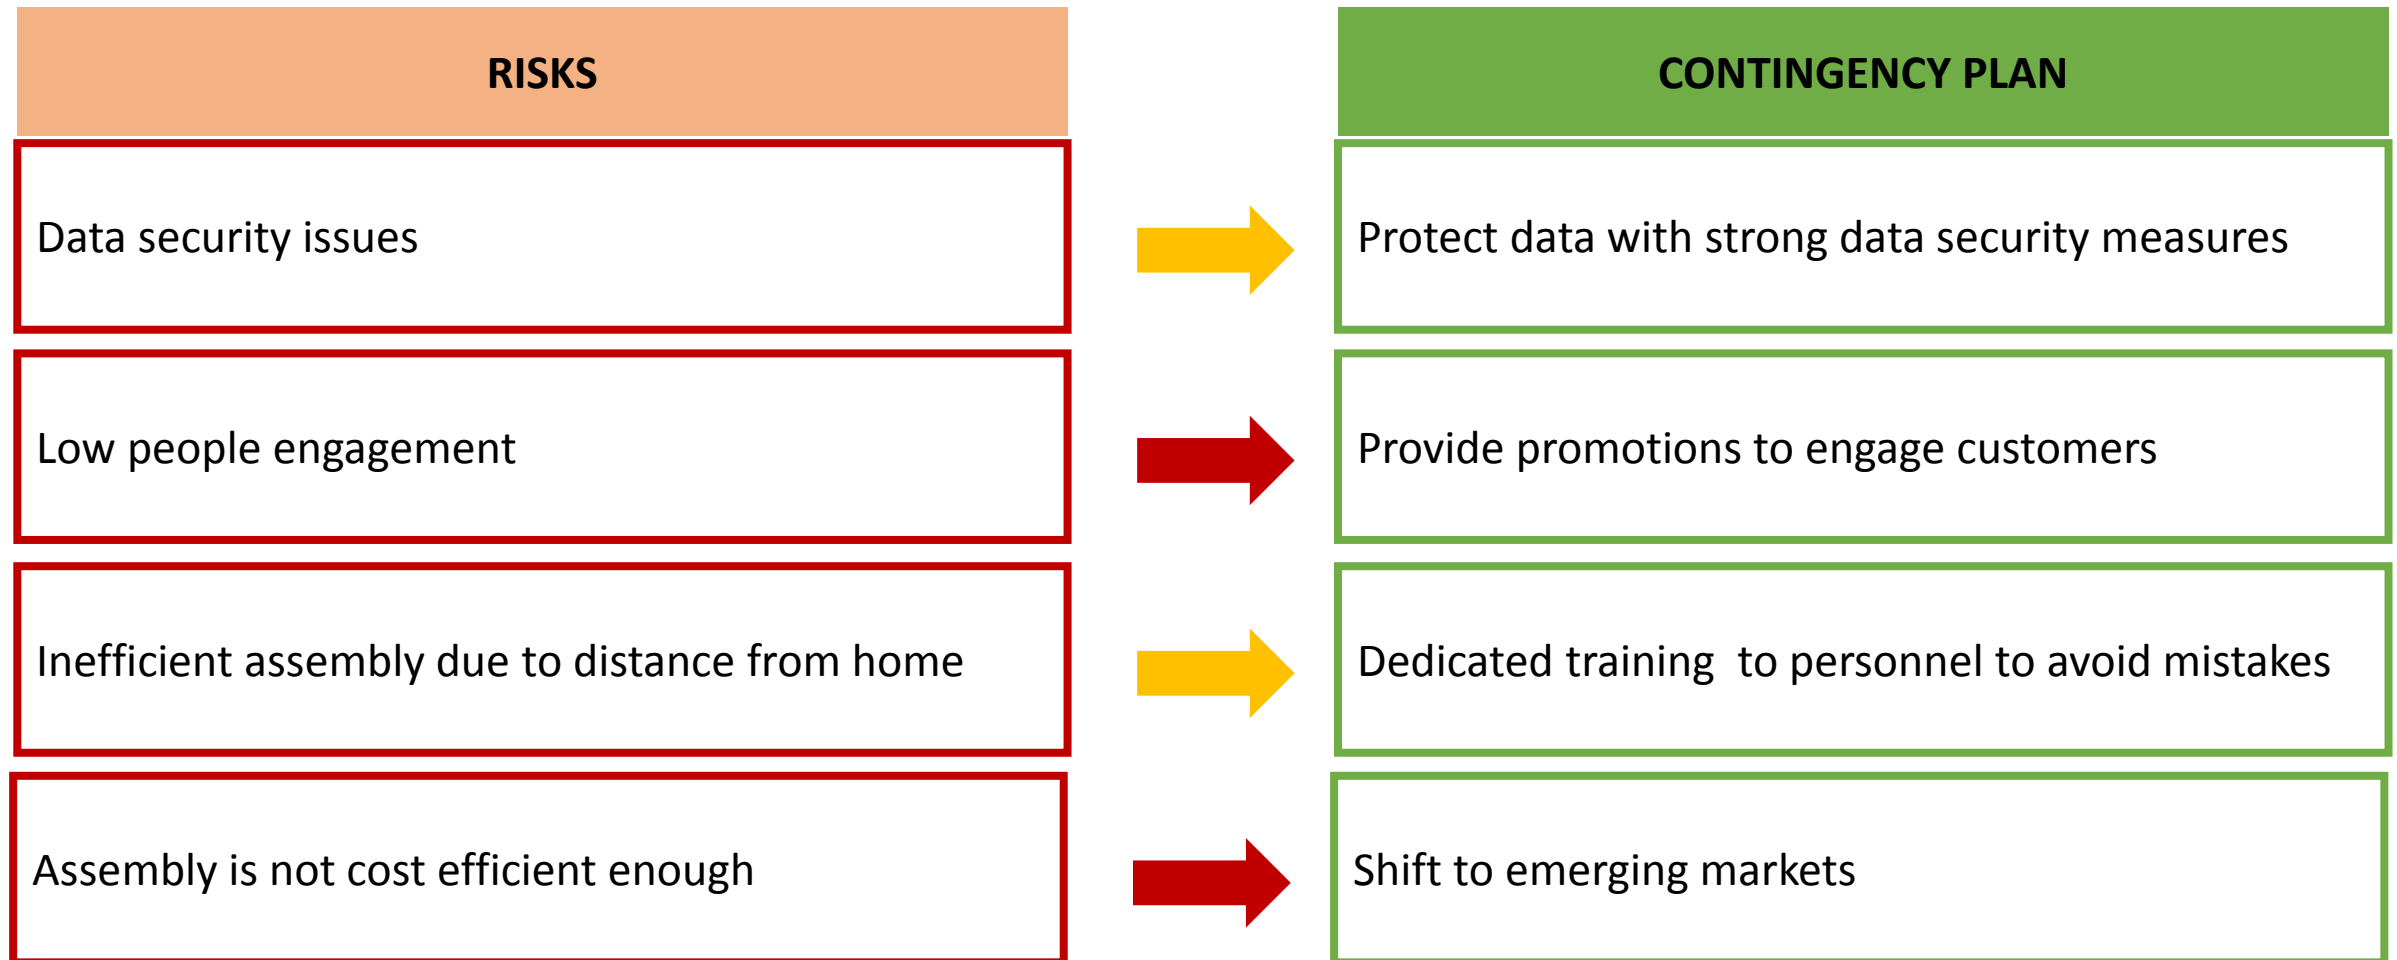 RISKS
CONTINGENCY PLAN
Data security issues
Protect data with strong data security measures
Low people engagement
Provide promotions to engage customers
Inefficient assembly due to distance from home
Dedicated training  to personnel to avoid mistakes
Assembly is not cost efficient enough
Shift to emerging markets